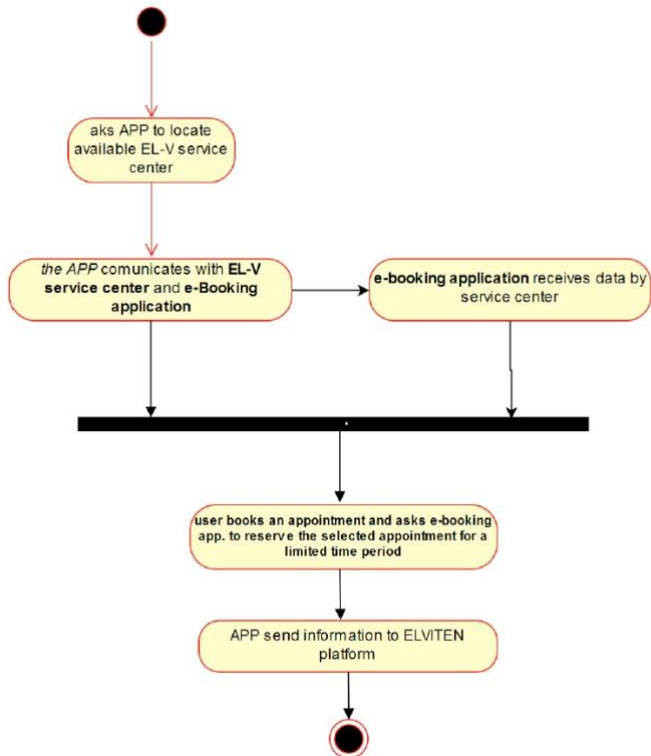 aks APP to locate
available EL-V service
center
the APP comunicates with EL-V
service center and e-Booking
application
e-booking application receives data by
service center
user books an appointment and asks e-booking
app. to reserve the selected appointment for a
limited time period
APP send information to ELVITEN
platform